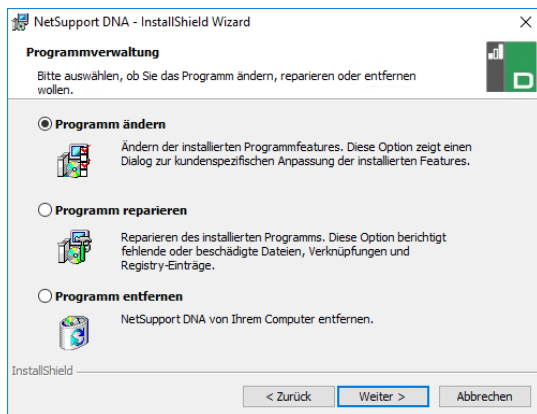 NetSupport DNA - InstallShield Wizard
Programmverwaltung
Bitte auswählen, ob Sie das Programm ändern, reparieren oder entfernen
wollen.
D
Programm ändern
Ändern der installierten Programmfeatures. Diese Option zeigt einen
Dialog zur kundenspezifischen Anpassung der installierten Features.
Programm reparieren
Reparieren des installierten Programms. Diese Option berichtigt
fehlende oder beschädigte Dateien, Verknüpfungen und
Registry-Einträge.
Programm entfernen
NetSupport DNA von Ihrem Computer entfernen.
InstallShield
< Zurück
Weiter >
Abbrechen